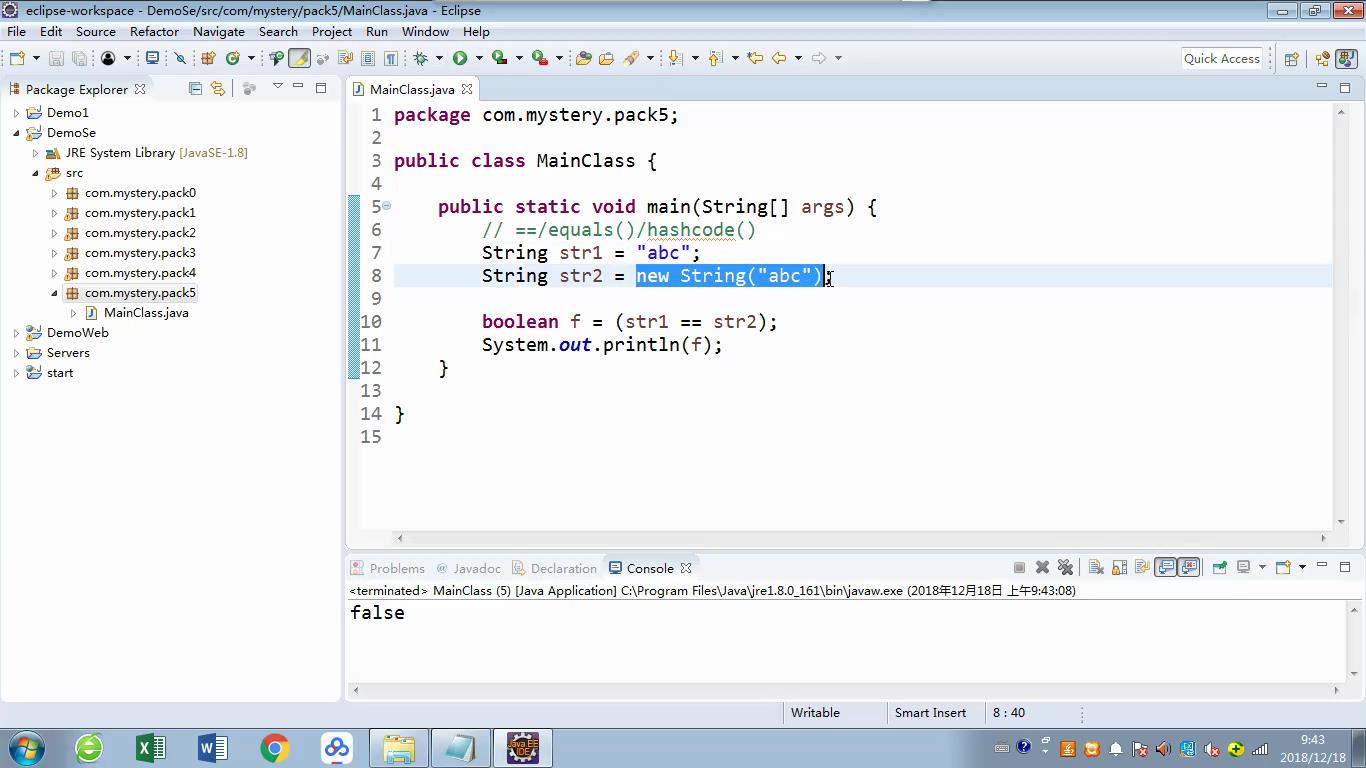 eclipse-workspace - DemoSe/src/com/mystery/pack5/MainClass.java - Eclipse
File Edit Source Refactor Navigate Search Project Run Window Help
Quick Access
Package Explorer
Demo1
DemoSe
JRE System Library [JavaSE-1.8]
src
com.mystery.pack0
com.mystery.pack1
com.mystery.pack2
com.mystery.pack3
com.mystery.pack4
com.mystery.pack5
MainClass.java
DemoWeb
Servers
start
MainClass.java
1 package com.mystery.pack5;
2
3 public class MainClass {
4
5 public static void main(String[] args) {
6 // ==/equals()/hashcode()
7 String str1 = "abc";
8 String str2 = new String("abc");
9
10 boolean f = (str1 == str2);
11 System.out.println(f);
12 }
13
14 }
15
Problems @ Javadoc Declaration Console
<terminated> MainClass (5) [Java Application] C:\Program Files\Java\jre1.8.0_161\bin\javaw.exe (2018年12月18日 上午9:43:08)
false
Writable Smart Insert 8 : 40
Java EE
IDE
9:43
2018/12/18